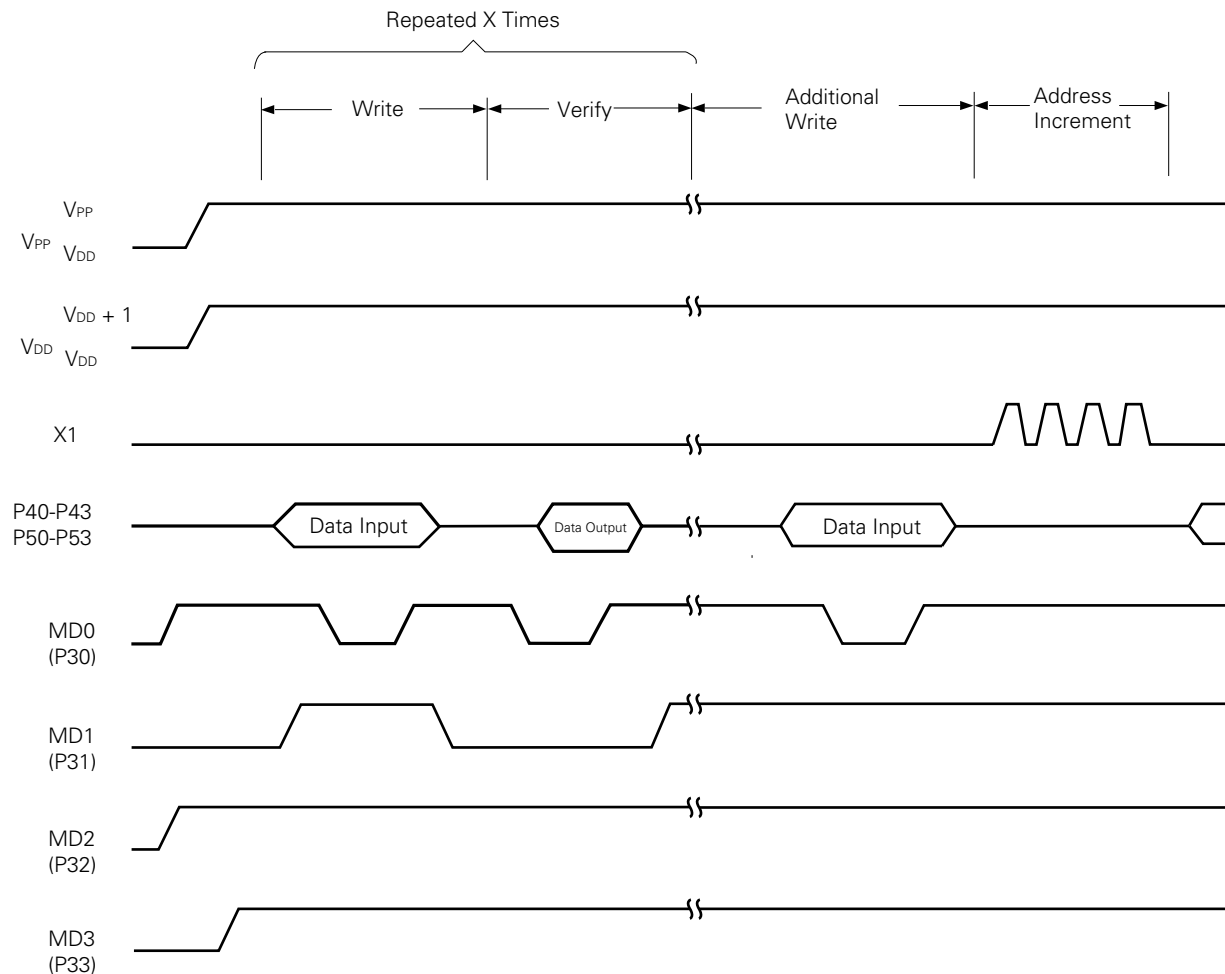 Repeated X Times
Write
Verify
Additional
Write
Address
Increment
VPP
VPP VDD
VDD + 1
VDD VDD
X1
P40-P43
P50-P53
Data Input
Data Output
Data Input
MD0
(P30)
MD1
(P31)
MD2
(P32)
MD3
(P33)